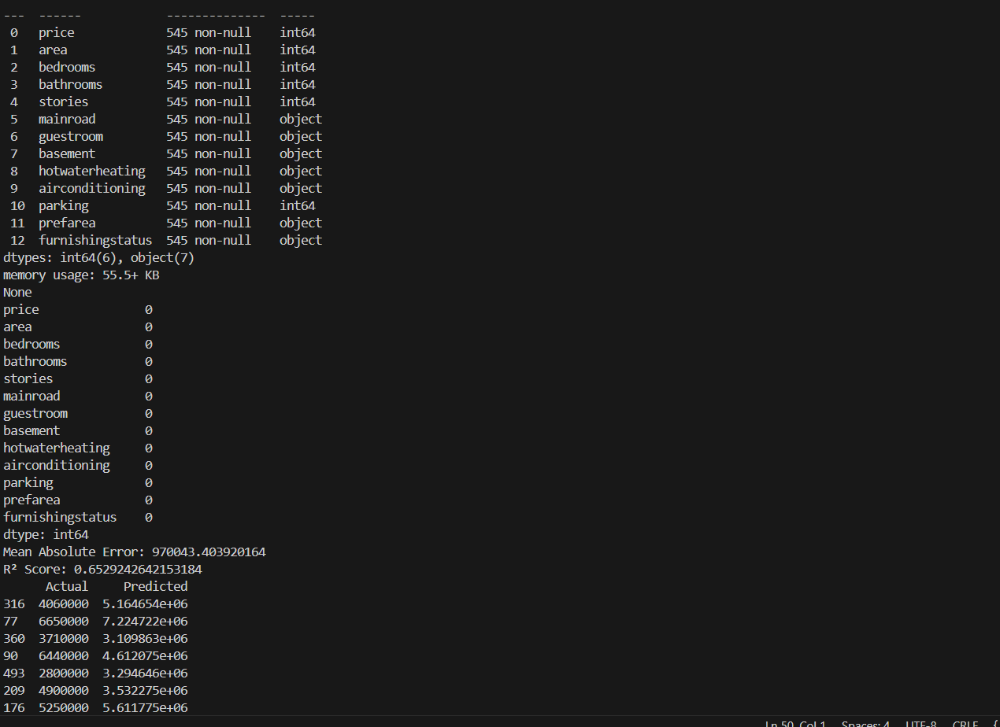 ---  ------            --------------  -----
 0   price             545 non-null    int64
 1   area              545 non-null    int64
 2   bedrooms          545 non-null    int64
 3   bathrooms         545 non-null    int64
 4   stories           545 non-null    int64
 5   mainroad          545 non-null    object
 6   guestroom         545 non-null    object
 7   basement          545 non-null    object
 8   hotwaterheating   545 non-null    object
 9   airconditioning   545 non-null    object
 10  parking           545 non-null    int64
 11  prefarea          545 non-null    object
 12  furnishingstatus  545 non-null    object
dtypes: int64(6), object(7)
memory usage: 55.5+ KB
None
price               0
area                0
bedrooms            0
bathrooms           0
stories             0
mainroad            0
guestroom           0
basement            0
hotwaterheating     0
airconditioning     0
parking             0
prefarea            0
furnishingstatus    0
dtype: int64
Mean Absolute Error: 970043.403920164
R² Score: 0.6529242642153184
      Actual     Predicted
316  4060000  5.164654e+06
77   6650000  7.224722e+06
360  3710000  3.109863e+06
90   6440000  4.612075e+06
493  2800000  3.294646e+06
209  4900000  3.532275e+06
176  5250000  5.611775e+06
Ln 50, Col 1  Spaces: 4  UTF-8  CRLF  {